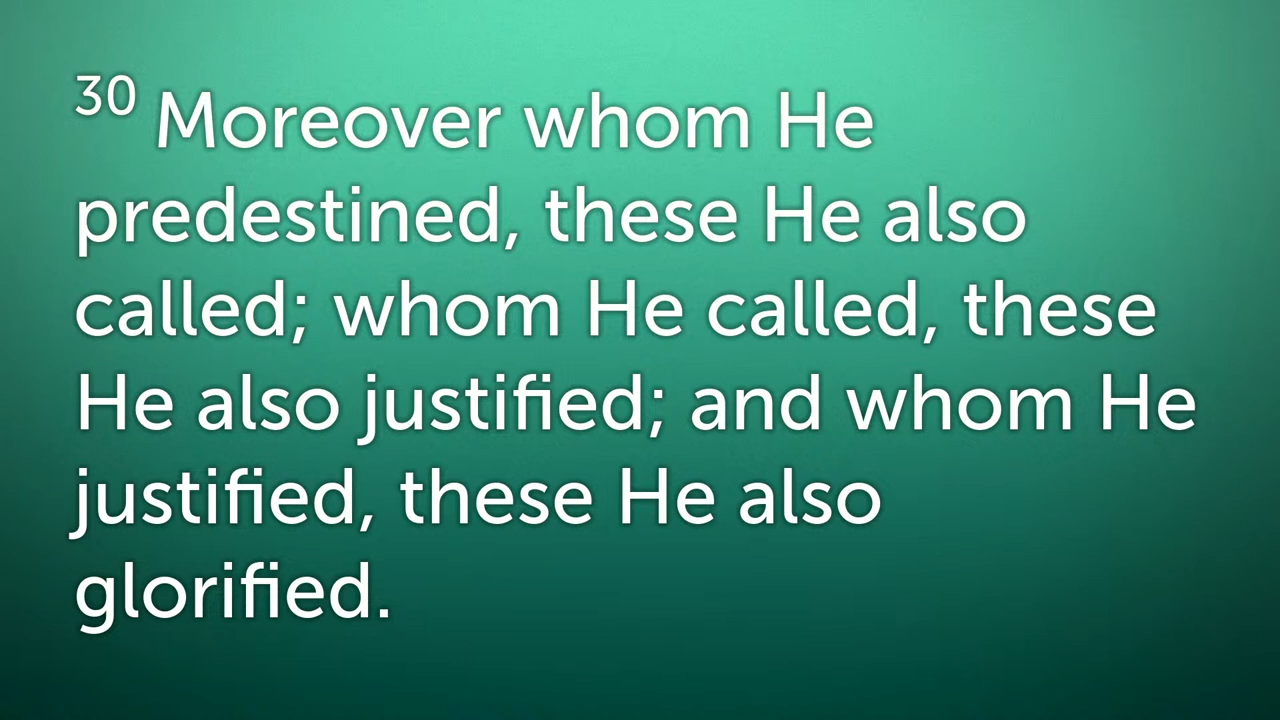 30 Moreover whom He
predestined, these He also
called; whom He called, these
He also justified; and whom He
justified, these He also
glorified.